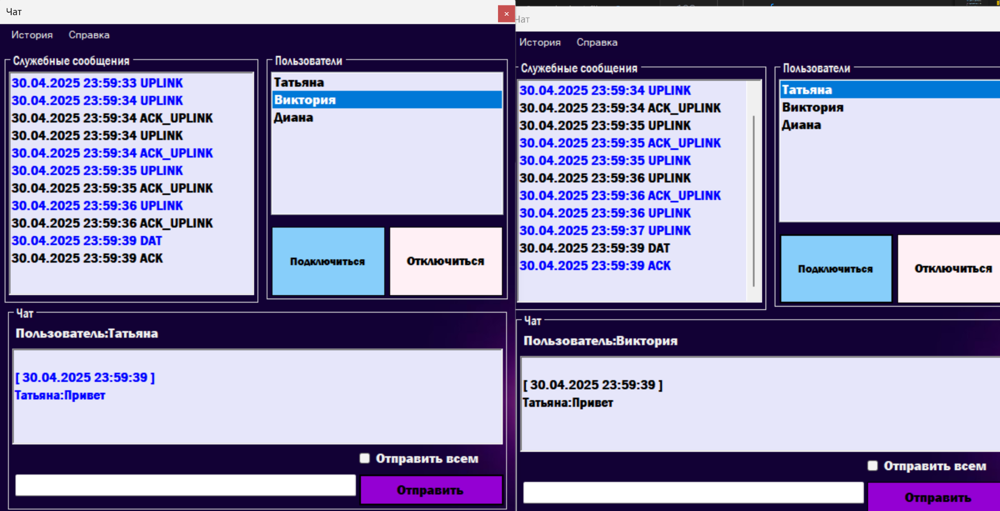 Чат
История Справка
Служебные сообщения
30.04.2025 23:59:33 UPLINK
30.04.2025 23:59:34 UPLINK
30.04.2025 23:59:34 ACK_UPLINK
30.04.2025 23:59:34 UPLINK
30.04.2025 23:59:34 ACK_UPLINK
30.04.2025 23:59:35 UPLINK
30.04.2025 23:59:35 ACK_UPLINK
30.04.2025 23:59:36 UPLINK
30.04.2025 23:59:36 ACK_UPLINK
30.04.2025 23:59:39 DAT
30.04.2025 23:59:39 ACK
Пользователи
Татьяна
Виктория
Диана
Подключиться
Отключиться
Чат
Пользователь:Татьяна
[ 30.04.2025 23:59:39 ]
Татьяна:Привет
Отправить всем
Отправить
Чат
История Справка
Служебные сообщения
30.04.2025 23:59:34 UPLINK
30.04.2025 23:59:34 ACK_UPLINK
30.04.2025 23:59:35 UPLINK
30.04.2025 23:59:35 ACK_UPLINK
30.04.2025 23:59:35 UPLINK
30.04.2025 23:59:36 UPLINK
30.04.2025 23:59:36 ACK_UPLINK
30.04.2025 23:59:36 UPLINK
30.04.2025 23:59:37 UPLINK
30.04.2025 23:59:39 DAT
30.04.2025 23:59:39 ACK
Пользователи
Татьяна
Виктория
Диана
Подключиться
Отключиться
Чат
Пользователь:Виктория
[ 30.04.2025 23:59:39 ]
Татьяна:Привет
Отправить всем
Отправить